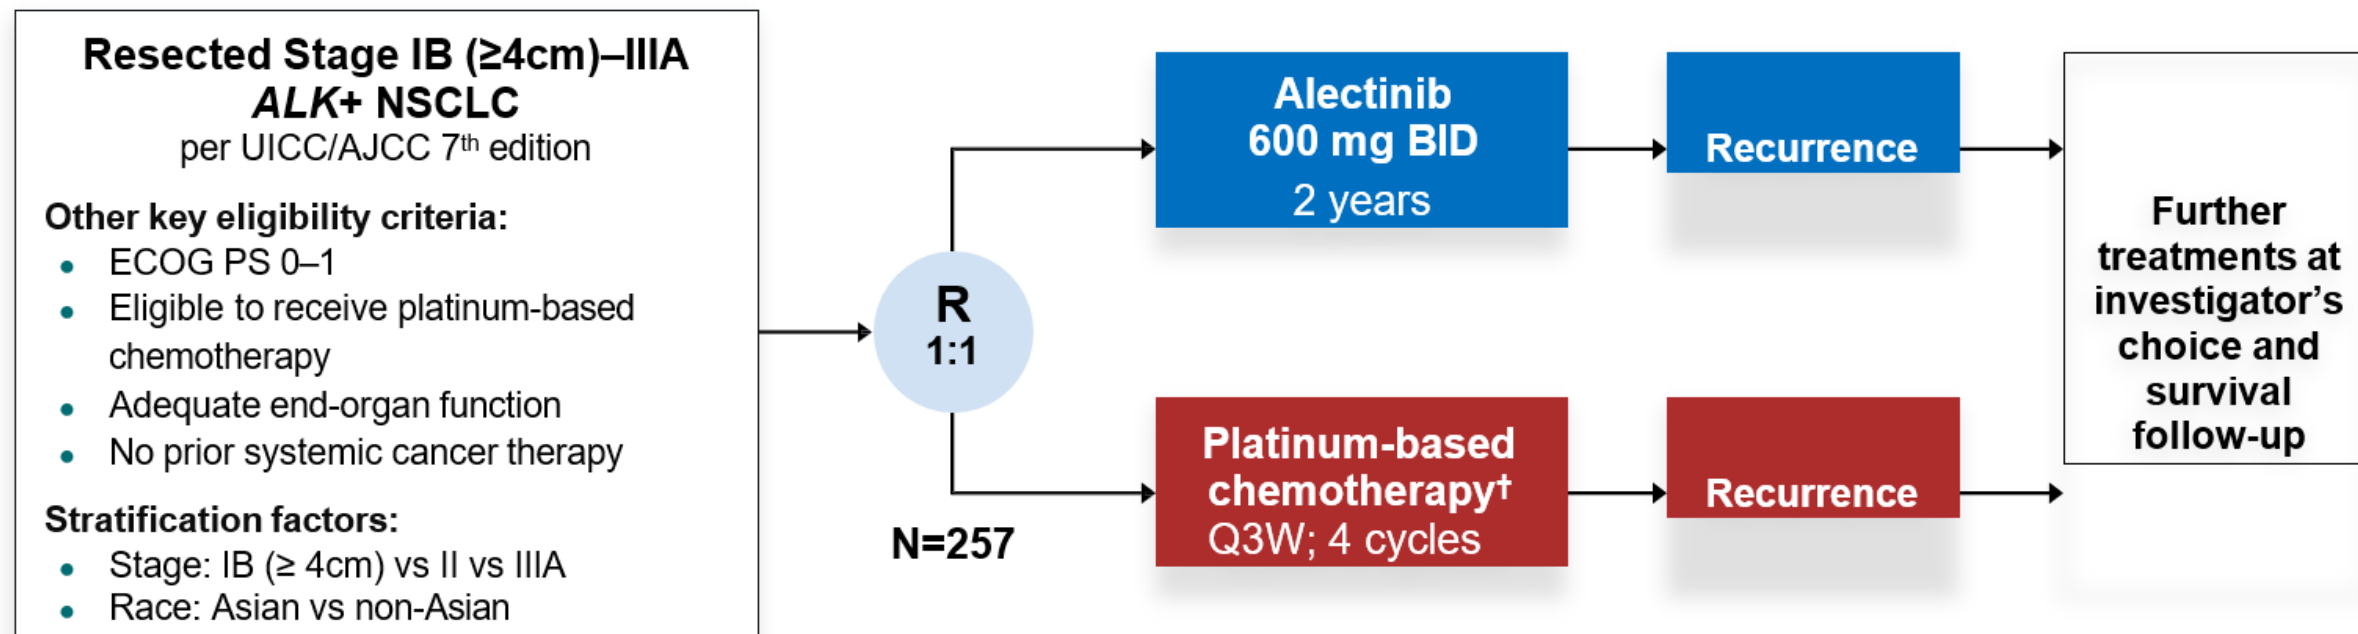 Resected Stage IB (≥4cm)–IIIA
ALK+ NSCLC
per UICC/AJCC 7th edition
Other key eligibility criteria:
• ECOG PS 0–1
• Eligible to receive platinum-based
chemotherapy
• Adequate end-organ function
• No prior systemic cancer therapy
Stratification factors:
• Stage: IB (≥ 4cm) vs II vs IIIA
• Race: Asian vs non-Asian
R
1:1
N=257
Alectinib
600 mg BID
2 years
Recurrence
Platinum-based
chemotherapy†
Q3W; 4 cycles
Recurrence
Further
treatments at
investigator’s
choice and
survival
follow-up